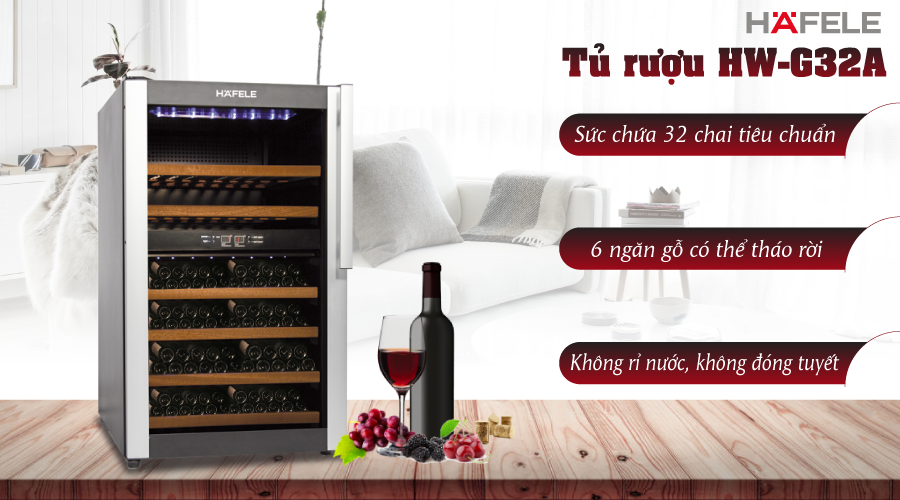 HÄFELE
Tủ rượu HW-G32A
HÄFELE
Sức chứa 32 chai tiêu chuẩn
6 ngăn gỗ có thể tháo rời
Không rỉ nước, không đóng tuyết